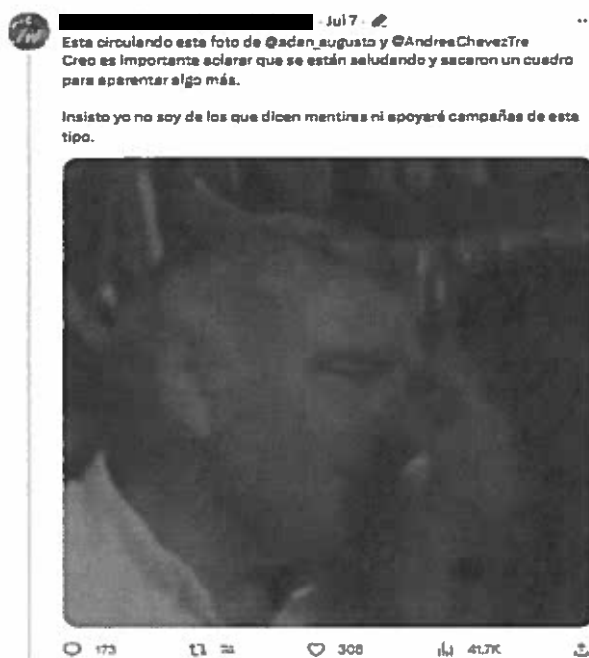 · Jul 7 ·
Esta circulando esta foto de @adan_augusto y @AndreaChavezTre
Creo es importante aclarar que se están saludando y sacaron un cuadro
para aparentar algo más.
Insisto yo no soy de los que dicen mentiras ni apoyaré campañas de este
tipo.
173 308 41.7K